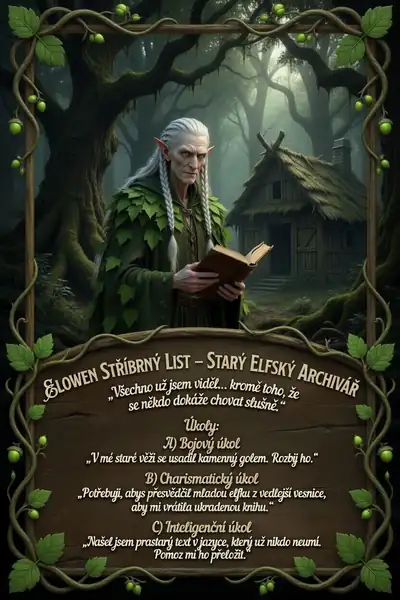 Elowen Stříbrný List – Starý Elfský Archivář
„Všechno už jsem viděl... kromě toho, že
se někdo dokáže chovat slušně.“
Úkoly:
A) Bojový úkol
„V mé staré věži se usadil kamenný golem. Rozbij ho.“
B) Charismatický úkol
„Potřebuji, abys přesvědčil mladou elfku z vedlejší vesnice,
aby mi vrátila ukradenou knihu.“
C) Inteligenční úkol
„Našel jsem prastarý text v jazyce, který už nikdo neumí.
Pomoz mi ho přeložit.“